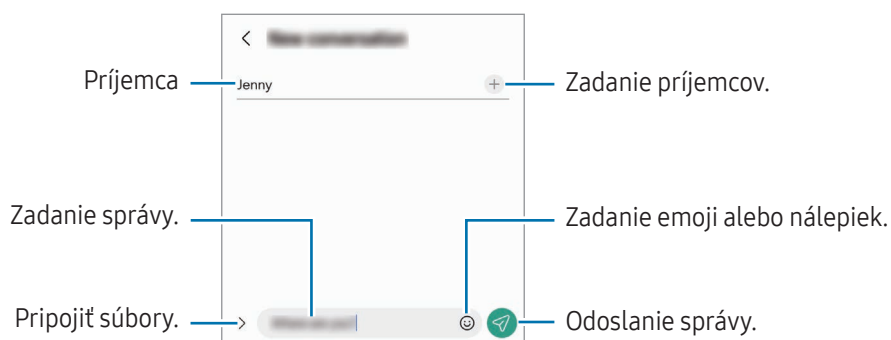 Príjemca
Jenny
Zadanie príjemcov.
Zadanie správy.
Zadanie emoji alebo nálepiek.
Pripojiť súbory.
Odoslanie správy.